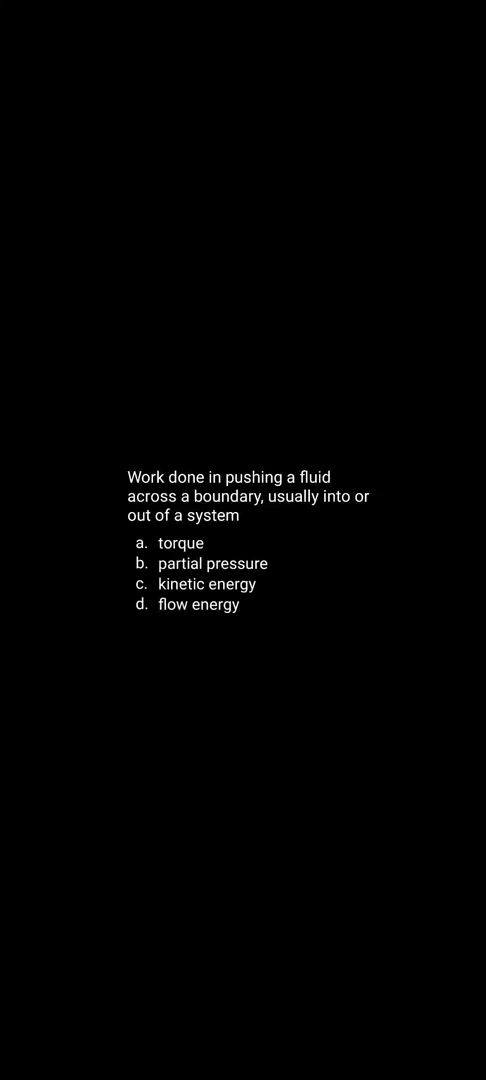 Work done in pushing a fluid
across a boundary, usually into or
out of a system
a. torque
b. partial pressure
c. kinetic energy
d. flow energy